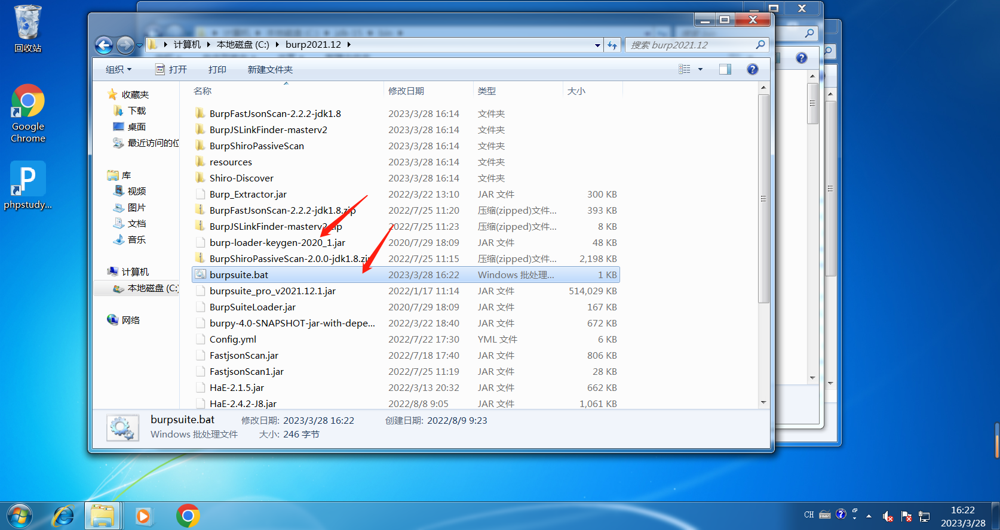 回收站
Google
Chrome
phpstudy...
计算机
本地磁盘 (C:)
burp2021.12
搜索 burp2021.12
组织
打开
打印
新建文件夹
收藏夹
下载
桌面
最近访问的位
库
视频
图片
文档
音乐
计算机
本地磁盘 (C:)
网络
名称 修改日期 类型 大小
BurpFastJsonScan-2.2.2-jdk1.8 2023/3/28 16:14 文件夹
BurpJSLinkFinder-masterv2 2023/3/28 16:14 文件夹
BurpShiroPassiveScan 2023/3/28 16:14 文件夹
resources 2023/3/28 16:14 文件夹
Shiro-Discover 2023/3/28 16:14 文件夹
Burp_Extractor.jar 2022/3/22 13:10 JAR 文件 300 KB
BurpFastJsonScan-2.2.2-jdk1.8.zip 2022/7/25 11:20 压缩(zipped)文件... 393 KB
BurpJSLinkFinder-masterv2.zip 2022/7/25 11:23 压缩(zipped)文件... 8 KB
burp-loader-keygen-2020_1.jar 2020/7/29 18:09 JAR 文件 48 KB
BurpShiroPassiveScan-2.0.0-jdk1.8.zip 2022/7/25 11:15 压缩(zipped)文件... 2,198 KB
burpsuite.bat 2023/3/28 16:22 Windows 批处理... 1 KB
burpsuite_pro_v2021.12.1.jar 2022/1/17 11:14 JAR 文件 514,029 KB
BurpSuiteLoader.jar 2020/7/29 18:09 JAR 文件 167 KB
burpy-4.0-SNAPSHOT-jar-with-depe... 2022/3/22 18:40 JAR 文件 672 KB
Config.yml 2022/7/22 17:30 YML 文件 6 KB
FastjsonScan.jar 2022/7/18 17:40 JAR 文件 806 KB
FastjsonScan1.jar 2022/7/25 11:19 JAR 文件 28 KB
HaE-2.1.5.jar 2022/3/13 20:32 JAR 文件 662 KB
HaE-2.4.2-J8.jar 2022/8/8 9:05 JAR 文件 1,061 KB
burpsuite.bat 修改日期: 2023/3/28 16:22 创建日期: 2022/8/9 9:23
Windows 批处理文件 大小: 246 字节
CH
16:22
2023/3/28